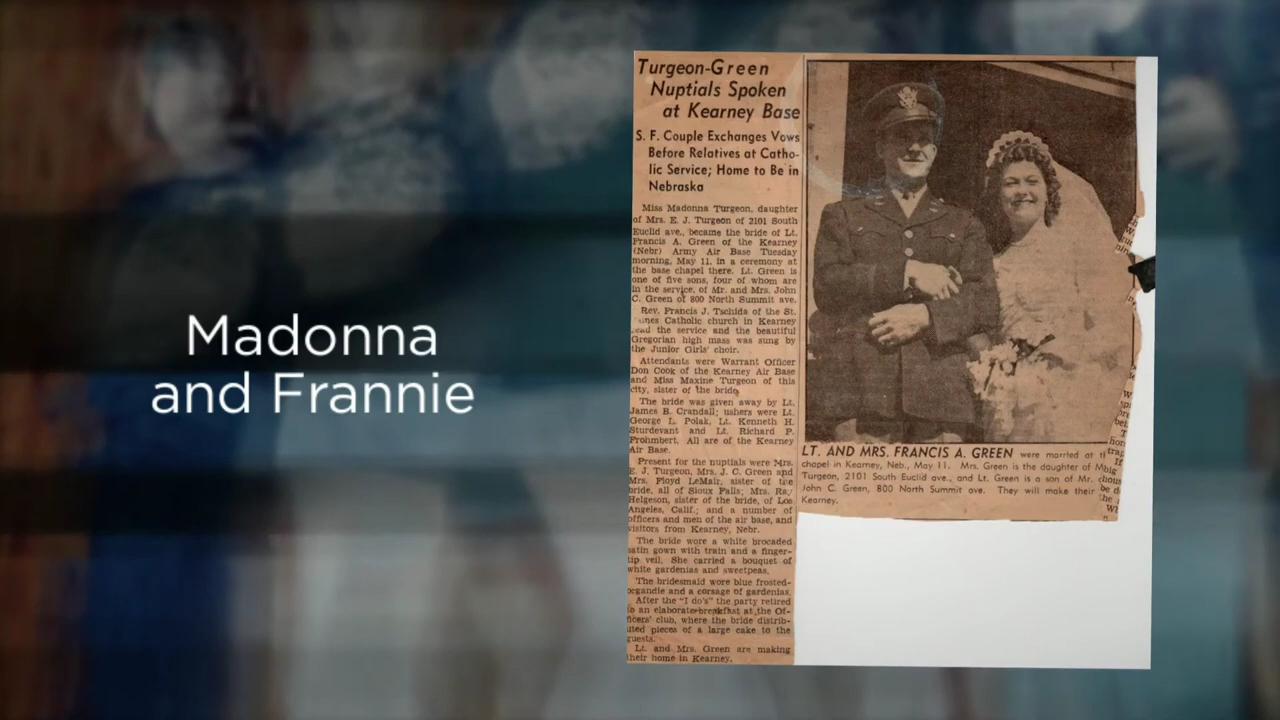 Madonna
and Frannie
Turgeon-Green
Nuptials Spoken
at Kearney Base
S. F. Couple Exchanges Vows
Before Relatives at Catho-
lic Service; Home to Be in
Nebraska
Miss Madonna Turgeon, daughter
of Mrs. E. J. Turgeon of 2101 South
Euclid ave., became the bride of Lt.
Francis A. Green of the Kearney
(Nebr) Army Air Base Tuesday
morning, May 11, in a ceremony at
the base chapel there. Lt. Green is
one of five sons, four of whom are
in the service, of Mr. and Mrs. John
C. Green of 800 North Summit ave.
Rev. Francis J. Tschida of the St.
Catholic church in Kearney
read the service and the beautiful
Gregorian high mass was sung by
the Junior Girls' choir.
Attendants were Warrant Officer
Don Cook of the Kearney Air Base
and Miss Maxine Turgeon of this
city, sister of the bride.
The bride was given away by Lt.
James B. Crandall; ushers were Lt.
George L. Polak, Lt. Kenneth H.
Sturdevant and Lt. Richard P.
Prohmbert. All are of the Kearney
Air Base.
Present for the nuptials were Mrs.
E. J. Turgeon, Mrs. J. C. Green and
Mrs. Floyd LeMair, sister of the
bride, all of Sioux Falls; Mrs. Ray
Helgeson, sister of the bride, of Los
Angeles, Calif.; and a number of
officers and men of the air base, and
visitors from Kearney, Nebr.
The bride wore a white brocaded
satin gown with train and a finger-
tip veil. She carried a bouquet of
white gardenias and sweetpeas.
The bridesmaid wore blue frosted-
organdie and a corsage of gardenias.
After the "I do's" the party retired
to an elaborate breakfast at the Of-
ficers' club, where the bride distrib-
uted pieces of a large cake to the
guests.
Lt. and Mrs. Green are making
their home in Kearney.
LT. AND MRS. FRANCIS A. GREEN were married at
chapel in Kearney, Neb., May 11. Mrs. Green is the daughter of M
Turgeon, 2101 South Euclid ave., and Lt. Green is a son of Mr.
John C. Green, 800 North Summit ave. They will make their
Kearney.